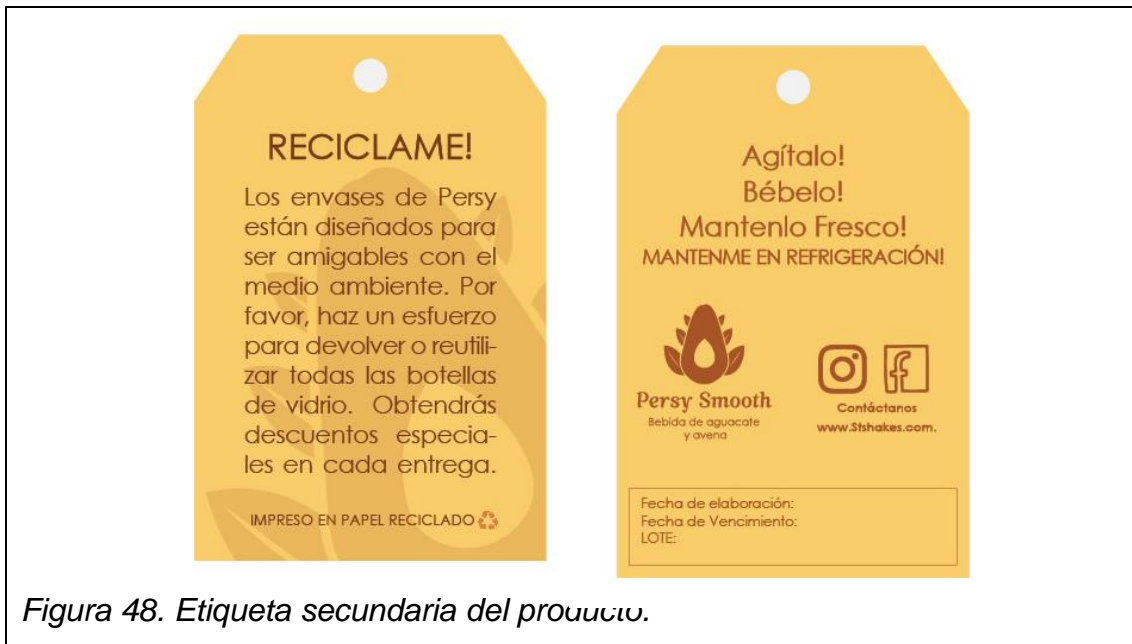 RECICLAME!
Los envases de Persy
están diseñados para
ser amigables con el
medio ambiente. Por
favor, haz un esfuerzo
para devolver o reutili-
zar todas las botellas
de vidrio. Obtendrás
descuentos especia-
les en cada entrega.
IMPRESO EN PAPEL RECICLADO
Agítalo!
Bébelo!
Mantenlo Fresco!
MANTENME EN REFRIGERACIÓN!
Persy Smooth
Bebida de aguacate
y avena
Contáctanos
www.Stshakes.com.
Fecha de elaboración:
Fecha de Vencimiento:
LOTE:
Figura 48. Etiqueta secundaria del producto.